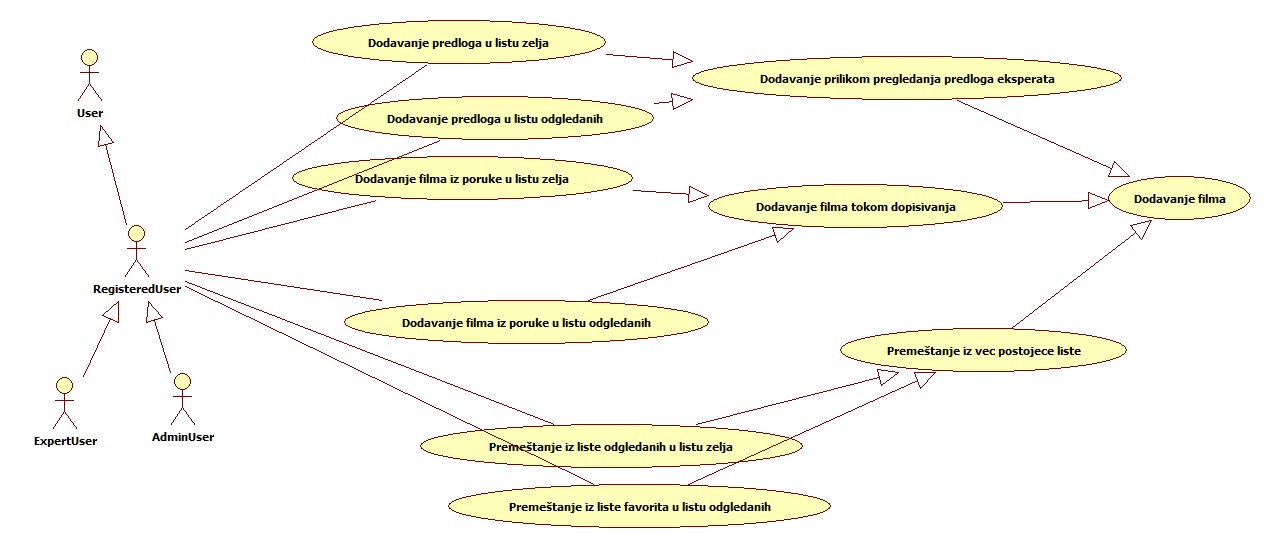 Dodavanje predloga u listu zelja
Dodavanje prilikom pregledanja predloga eksperata
User
Dodavanje predloga u listu odgledanih
Dodavanje filma iz poruke u listu zelja
Dodavanje filma tokom dopisivanja
Dodavanje filma
RegisteredUser
Dodavanje filma iz poruke u listu odgledanih
Premeštanje iz vec postojece liste
ExpertUser
AdminUser
Premeštanje iz liste odgledanih u listu zelja
Premeštanje iz liste favorita u listu odgledanih